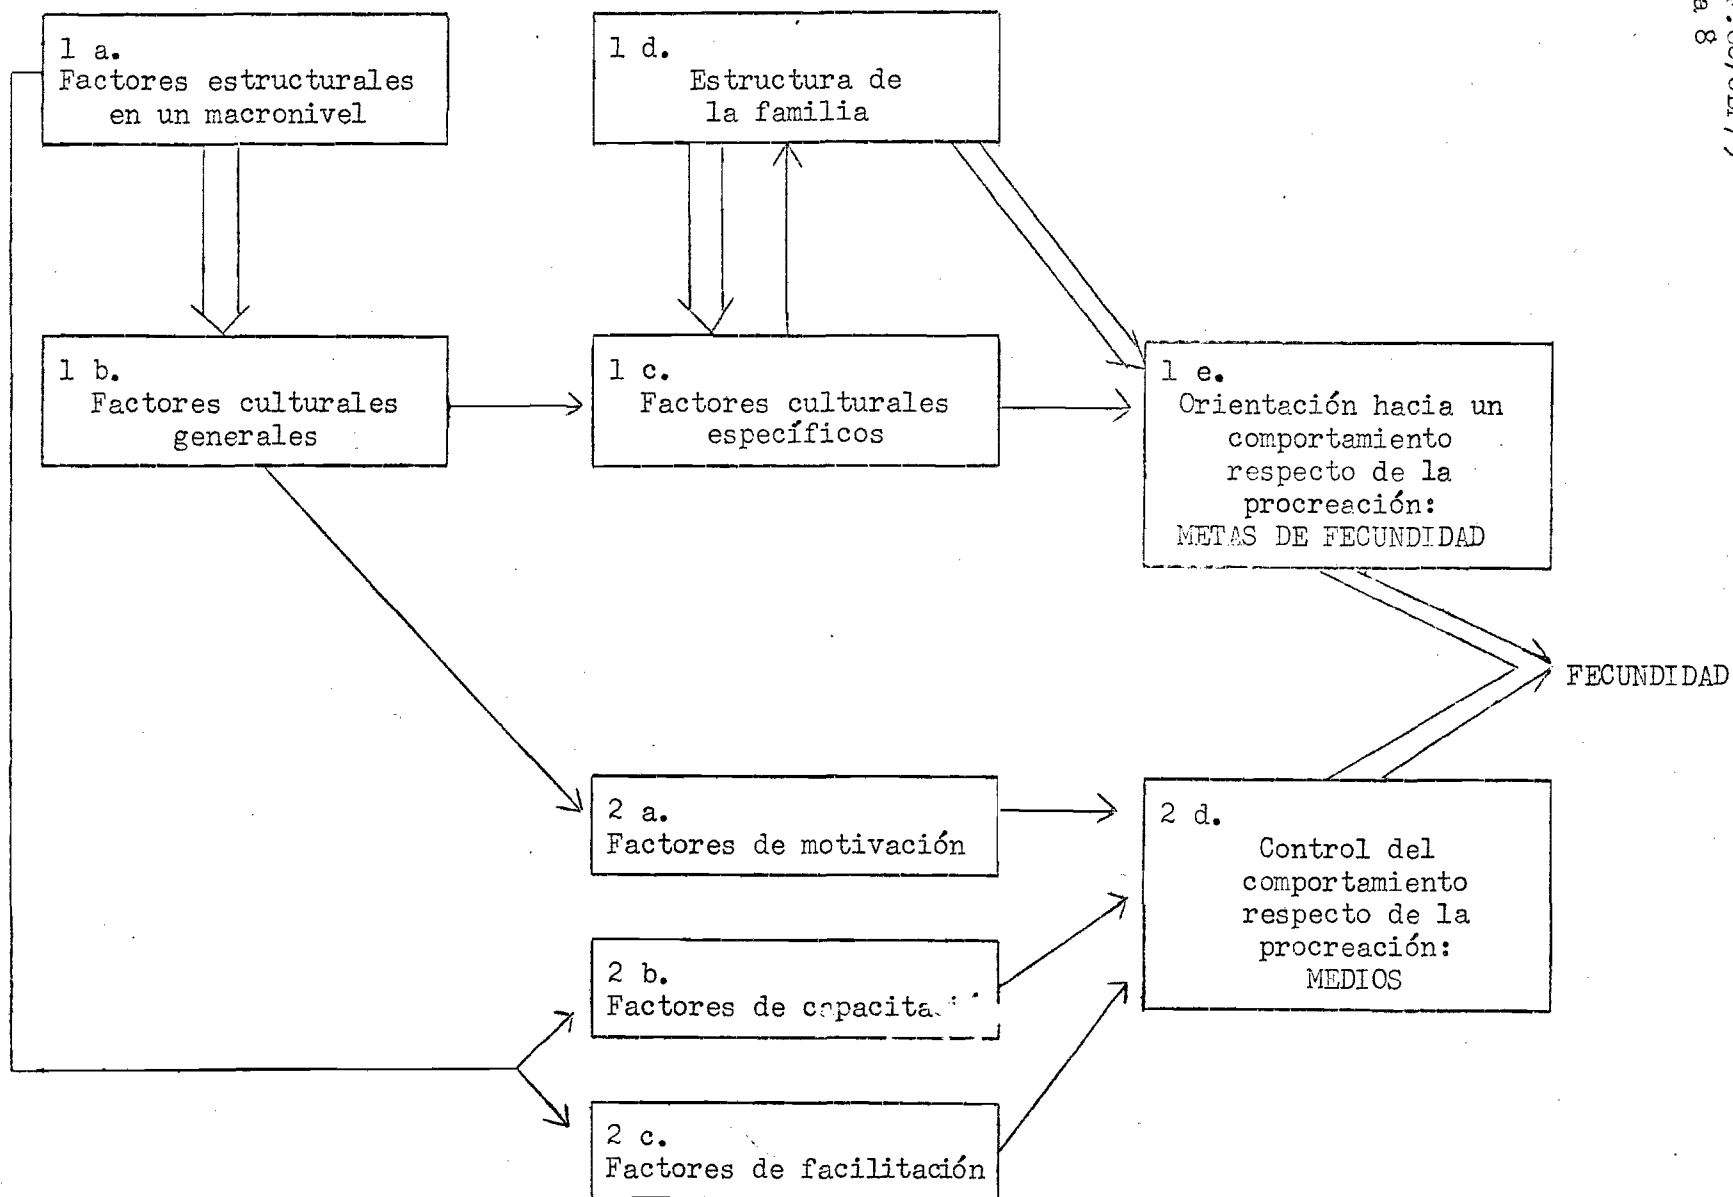 1 a.
Factores estructurales
en un macronivel
1 d.
Estructura de
la familia
1 b.
Factores culturales
generales
1 c.
Factores culturales
específicos
1 e.
Orientación hacia un
comportamiento
respecto de la
procreación:
METAS DE FECUNDIDAD
FECUNDIDAD
2 a.
Factores de motivación
2 b.
Factores de
2 c.
Factores de facilitación
2 d.
Control del
comportamiento
respecto de la
procreación:
MEDIOS